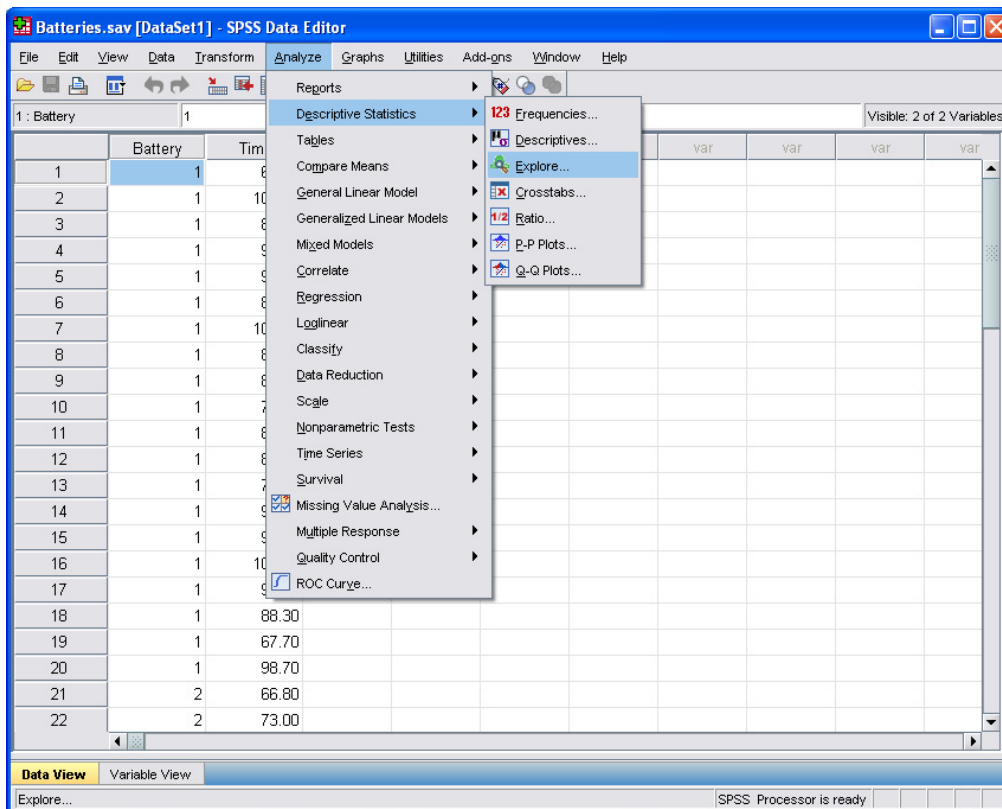 Batteries.sav [DataSet1] - SPSS Data Editor
File Edit View Data Transform Analyze Graphs Utilities Add-ons Window Help
1 : Battery 1 Visible: 2 of 2 Variables
Battery Tim var var var var
Reports
Descriptive Statistics
Tables
Compare Means
General Linear Model
Generalized Linear Models
Mixed Models
Correlate
Regression
Loglinear
Classify
Data Reduction
Scale
Nonparametric Tests
Time Series
Survival
Missing Value Analysis...
Multiple Response
Quality Control
ROC Curve...
123 Frequencies...
Descriptives...
Explore...
Crosstabs...
1/2 Ratio...
P-P Plots...
Q-Q Plots...
1 1
2 1 10
3 1
4 1
5 1
6 1
7 1 10
8 1
9 1
10 1
11 1
12 1
13 1
14 1
15 1
16 1 10
17 1
18 1 88.30
19 1 67.70
20 1 98.70
21 2 66.80
22 2 73.00
Data View Variable View
Explore... SPSS Processor is ready